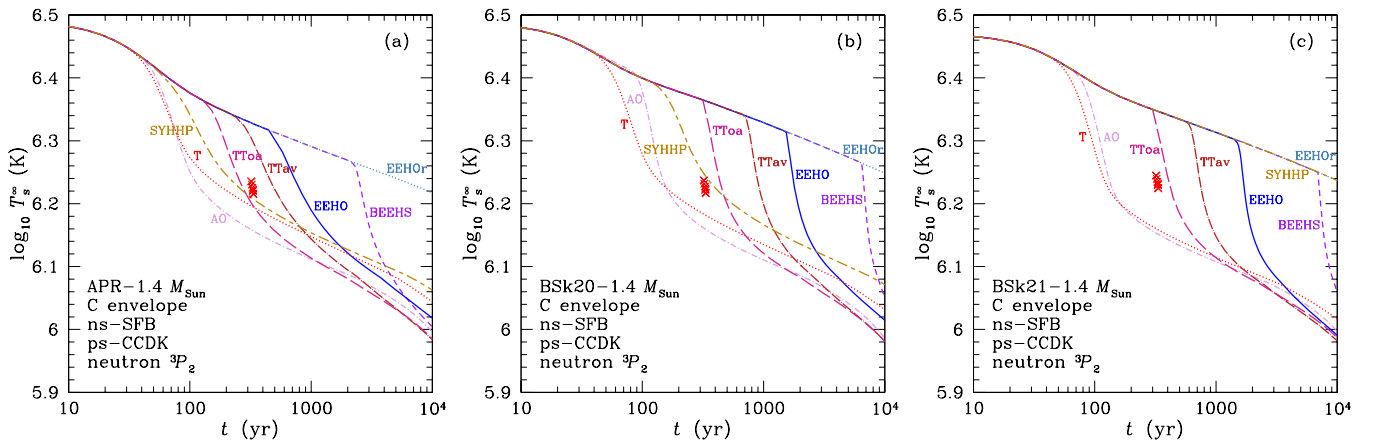 (a)
6.5
6.4
6.3
6.2
6.1
6
5.9
log₁₀ Tₛ^∞ (K)
SYHHP
T
TToa
TTav
AO
EEHO
EEHOr
BEEHS
APR−1.4 M_Sun
C envelope
ns−SFB
ps−CCDK
neutron ³P₂
10
100
1000
10⁴
t (yr)
(b)
6.5
6.4
6.3
6.2
6.1
6
5.9
log₁₀ Tₛ^∞ (K)
AO
T
SYHHP
TToa
TTav
EEHO
EEHOr
BEEHS
BSk20−1.4 M_Sun
C envelope
ns−SFB
ps−CCDK
neutron ³P₂
10
100
1000
10⁴
t (yr)
(c)
6.5
6.4
6.3
6.2
6.1
6
5.9
log₁₀ Tₛ^∞ (K)
T
AO
TToa
TTav
EEHO
EEHOr
SYHHP
BEEHS
BSk21−1.4 M_Sun
C envelope
ns−SFB
ps−CCDK
neutron ³P₂
10
100
1000
10⁴
t (yr)